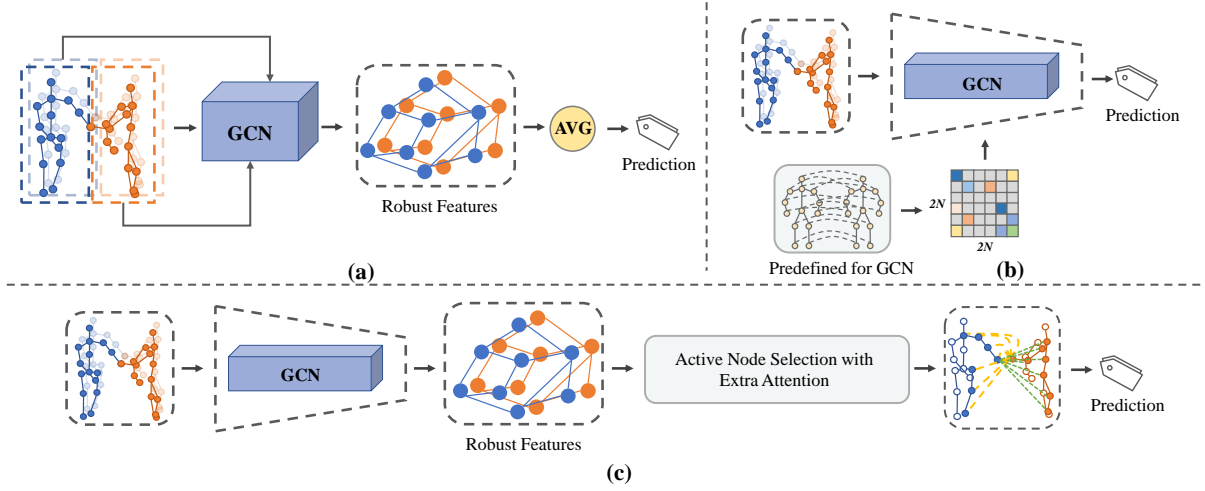 GCN
AVG
Prediction
Robust Features
(a)
GCN
Prediction
2N
2N
Predefined for GCN
(b)
GCN
Robust Features
Active Node Selection with
Extra Attention
Prediction
(c)